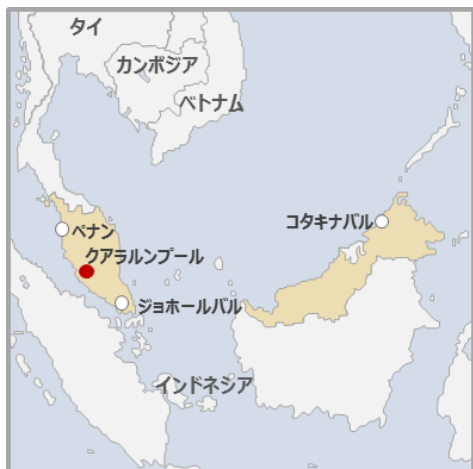 タイ
カンボジア
ベトナム
コタキナバル
ペナン
クアラルンプール
ジョホールバル
インドネシア